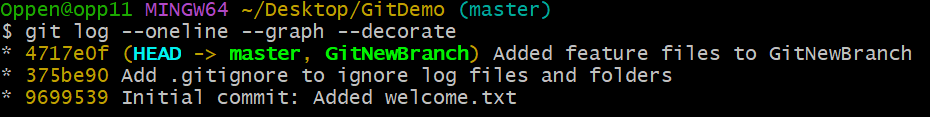 Oppen@opp11 MINGW64 ~/Desktop/GitDemo (master)
$ git log --oneline --graph --decorate
* 4717e0f (HEAD -> master, GitNewBranch) Added feature files to GitNewBranch
* 375be90 Add .gitignore to ignore log files and folders
* 9699539 Initial commit: Added welcome.txt